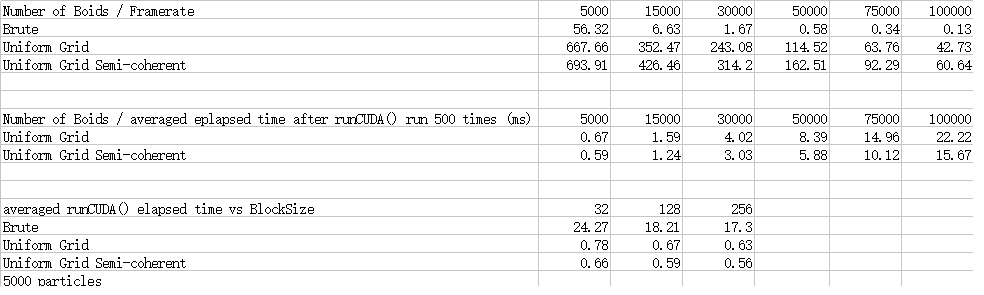 Number of Boids / Framerate 5000 15000 30000 50000 75000 100000
Brute 56.32 6.63 1.67 0.58 0.34 0.13
Uniform Grid 667.66 352.47 243.08 114.52 63.76 42.73
Uniform Grid Semi-coherent 693.91 426.46 314.2 162.51 92.29 60.64
Number of Boids / averaged eplapsed time after runCUDA() run 500 times (ms) 5000 15000 30000 50000 75000 100000
Uniform Grid 0.67 1.59 4.02 8.39 14.96 22.22
Uniform Grid Semi-coherent 0.59 1.24 3.03 5.88 10.12 15.67
averaged runCUDA() elapsed time vs BlockSize 32 128 256
Brute 24.27 18.21 17.3
Uniform Grid 0.78 0.67 0.63
Uniform Grid Semi-coherent 0.66 0.59 0.56
5000 particles